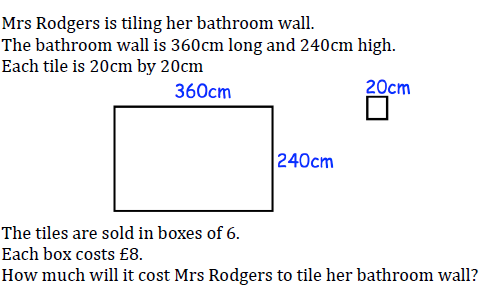 Mrs Rodgers is tiling her bathroom wall.
The bathroom wall is 360cm long and 240cm high.
Each tile is 20cm by 20cm
360cm
20cm
240cm
The tiles are sold in boxes of 6.
Each box costs £8.
How much will it cost Mrs Rodgers to tile her bathroom wall?